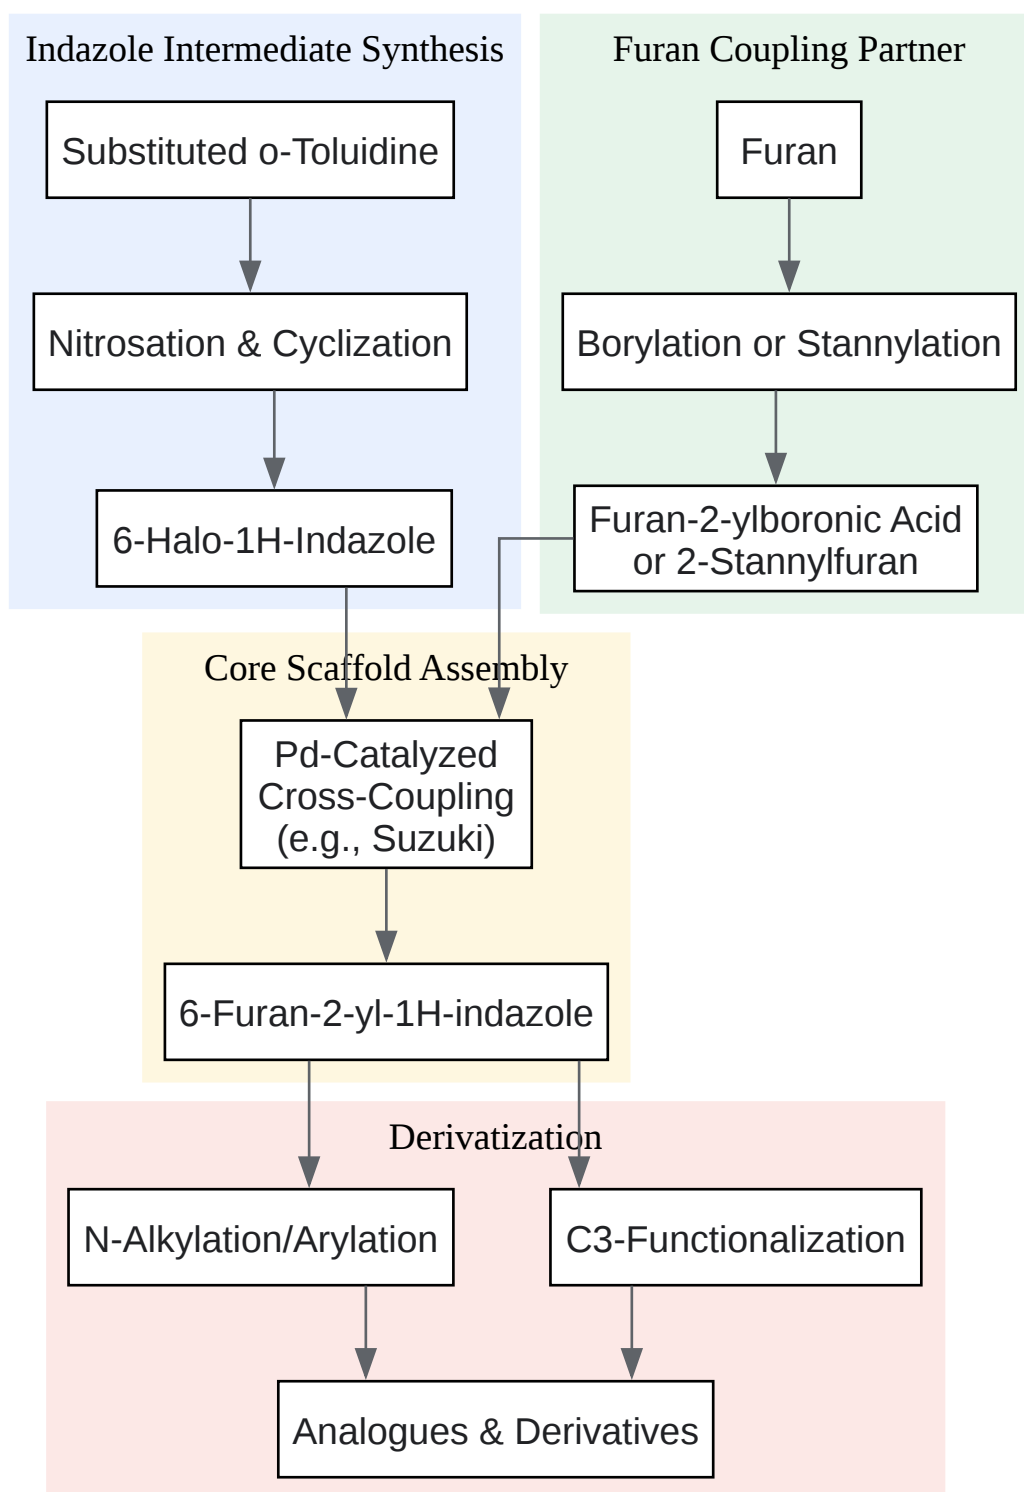 Indazole Intermediate Synthesis
Substituted o-Toluidine
Nitrosation & Cyclization
6-Halo-1H-Indazole
Furan Coupling Partner
Furan
Borylation or Stannylation
Furan-2-ylboronic Acid
or 2-Stannylfuran
Core Scaffold Assembly
Pd-Catalyzed
Cross-Coupling
(e.g., Suzuki)
6-Furan-2-yl-1H-indazole
Derivatization
N-Alkylation/Arylation
C3-Functionalization
Analogues & Derivatives